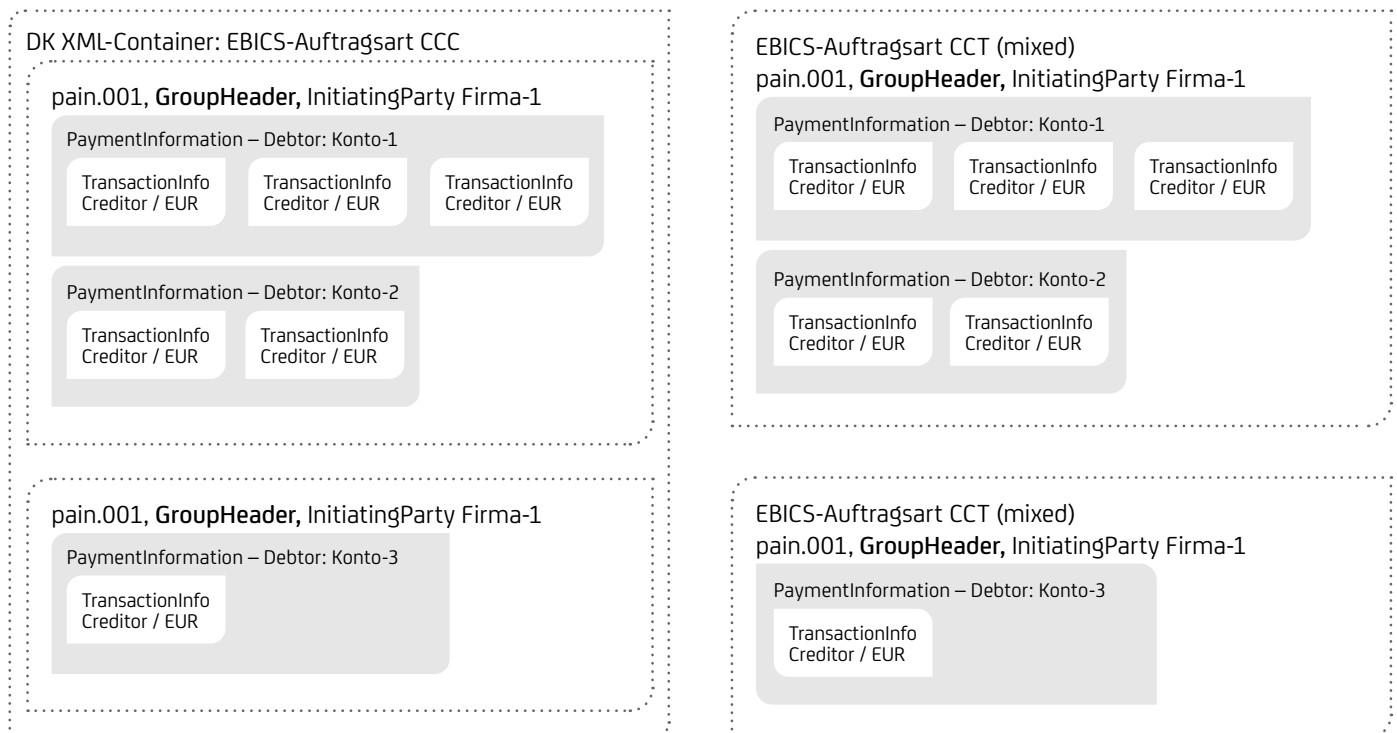 DK XML-Container: EBICS-Auftragsart CCC
pain.001, GroupHeader, InitiatingParty Firma-1
PaymentInformation – Debtor: Konto-1
TransactionInfo
Creditor / EUR
TransactionInfo
Creditor / EUR
TransactionInfo
Creditor / EUR
PaymentInformation – Debtor: Konto-2
TransactionInfo
Creditor / EUR
TransactionInfo
Creditor / EUR
pain.001, GroupHeader, InitiatingParty Firma-1
PaymentInformation – Debtor: Konto-3
TransactionInfo
Creditor / EUR
EBICS-Auftragsart CCT (mixed)
pain.001, GroupHeader, InitiatingParty Firma-1
PaymentInformation – Debtor: Konto-1
TransactionInfo
Creditor / EUR
TransactionInfo
Creditor / EUR
TransactionInfo
Creditor / EUR
PaymentInformation – Debtor: Konto-2
TransactionInfo
Creditor / EUR
TransactionInfo
Creditor / EUR
EBICS-Auftragsart CCT (mixed)
pain.001, GroupHeader, InitiatingParty Firma-1
PaymentInformation – Debtor: Konto-3
TransactionInfo
Creditor / EUR